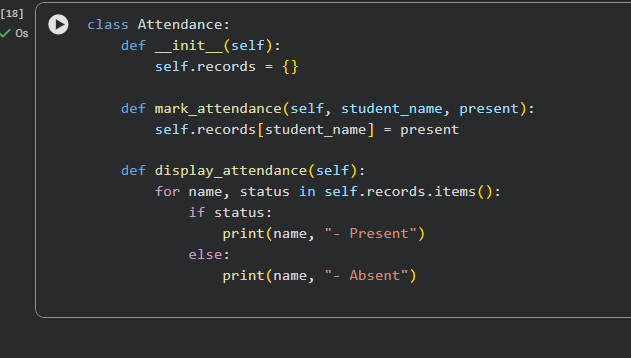 [18]
0s
class Attendance:
    def __init__(self):
        self.records = {}

    def mark_attendance(self, student_name, present):
        self.records[student_name] = present

    def display_attendance(self):
        for name, status in self.records.items():
            if status:
                print(name, "- Present")
            else:
                print(name, "- Absent")